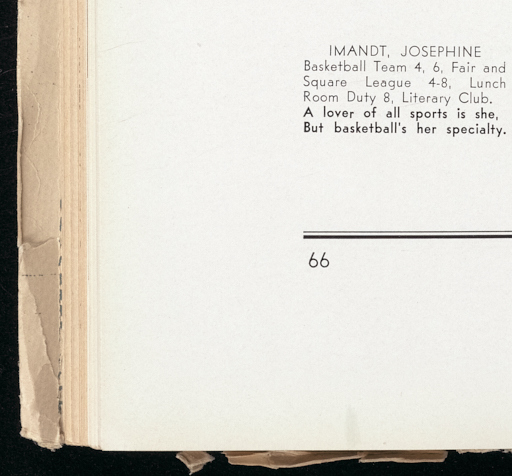 IMANDT, JOSEPHINE
Basketball Team 4, 6, Fair and
Square League 4-8, Lunch
Room Duty 8, Literary Club.
A lover of all sports is she,
But basketball's her specialty.
66